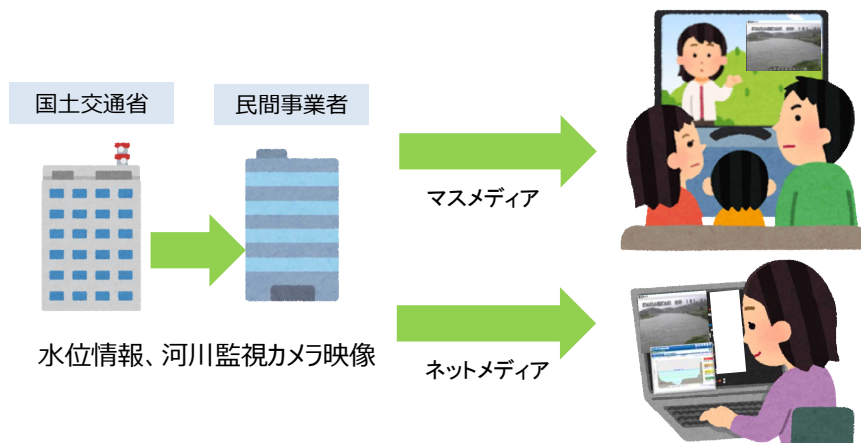 国土交通省
民間事業者
マスメディア
水位情報、河川監視カメラ映像
ネットメディア